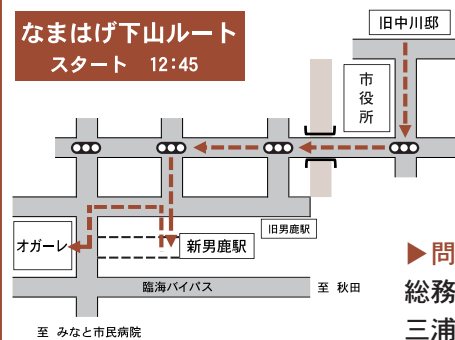 なまはげ下山ルート
スタート 12:45
旧中川邸
市役所
旧男鹿駅
オガーレ
新男鹿駅
臨海バイパス
至 秋田
至 みなと市民病院
▶問
総務
三浦